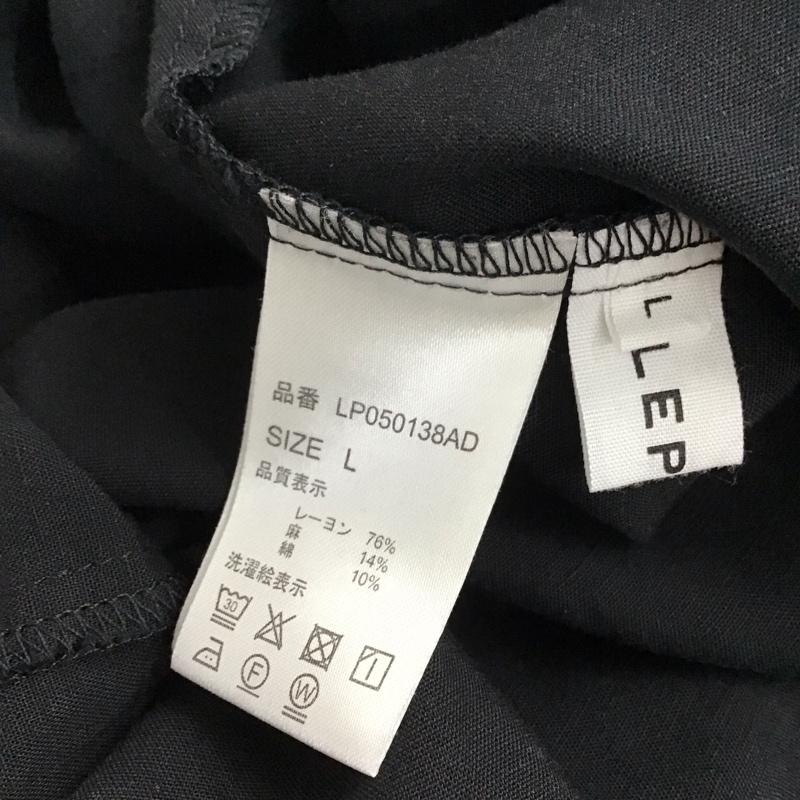 品番 LP050138AD
SIZE L
品質表示
レーヨン 76%
麻 14%
綿 10%
洗濯絵表示
30
F
W
L
LLEP